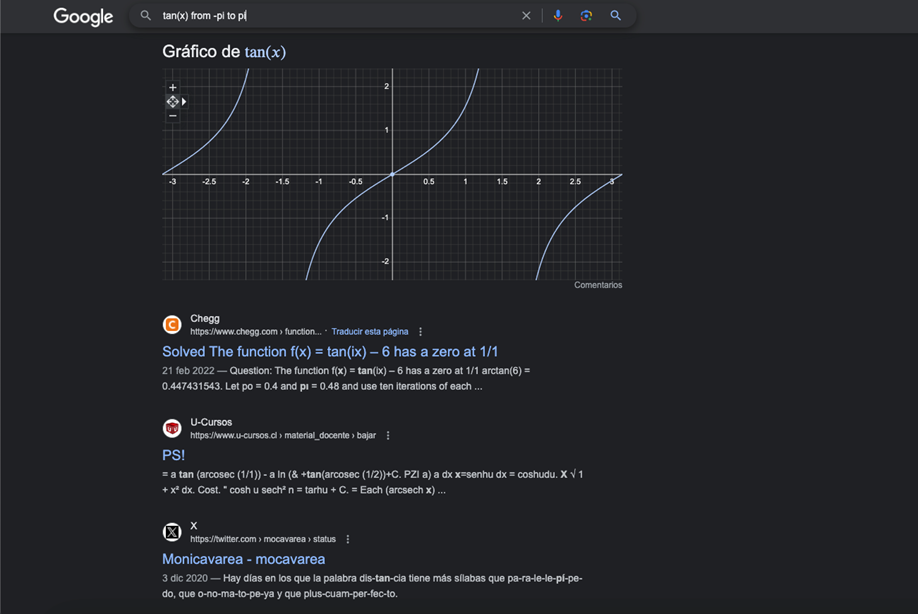 Google
tan(x) from -pi to pi
Gráfico de tan(x)
2
1
-3 -2.5 -2 -1.5 -1 -0.5 0.5 1 1.5 2 2.5 3
-1
-2
Comentarios
Chegg
https://www.chegg.com › function... · Traducir esta página
Solved The function f(x) = tan(ix) – 6 has a zero at 1/1
21 feb 2022 — Question: The function f(x) = tan(ix) – 6 has a zero at 1/1 arctan(6) =
0.447431543. Let po = 0.4 and pı = 0.48 and use ten iterations of each ...
U-Cursos
https://www.u-cursos.cl › material_docente › bajar
PS!
= a tan (arcosec (1/1)) - a ln (& +tan(arcosec (1/2))+C. PZI a) a dx x=senhu dx = coshudu. X √ 1
+ x² dx. Cost. " cosh u sech² n = tarhu + C. = Each (arcsech x) ...
X
https://twitter.com › mocavarea › status
Monicavarea - mocavarea
3 dic 2020 — Hay días en los que la palabra dis-tan-cia tiene más sílabas que pa-ra-le-le-pí-pe-
do, que o-no-ma-to-pe-ya y que plus-cuam-per-fec-to.